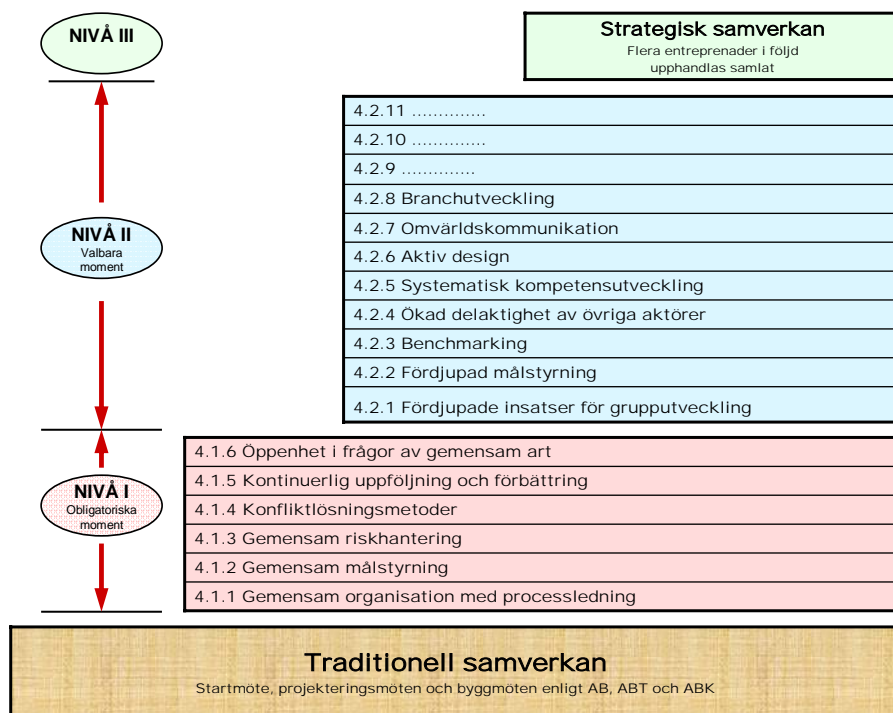 NIVÅ III
Strategisk samverkan
Flera entreprenader i följd
upphandlas samlat
4.2.11 ..............
4.2.10 ..............
4.2.9 ..............
4.2.8 Branchutveckling
4.2.7 Omvärldskommunikation
4.2.6 Aktiv design
4.2.5 Systematisk kompetensutveckling
4.2.4 Ökad delaktighet av övriga aktörer
4.2.3 Benchmarking
4.2.2 Fördjupad målstyrning
4.2.1 Fördjupade insatser för grupputveckling
NIVÅ II
Valbara
moment
4.1.6 Öppenhet i frågor av gemensam art
4.1.5 Kontinuerlig uppföljning och förbättring
4.1.4 Konfliktlösningsmetoder
4.1.3 Gemensam riskhantering
4.1.2 Gemensam målstyrning
4.1.1 Gemensam organisation med processledning
NIVÅ I
Obligatoriska
moment
Traditionell samverkan
Startmöte, projekteringsmöten och byggmöten enligt AB, ABT och ABK